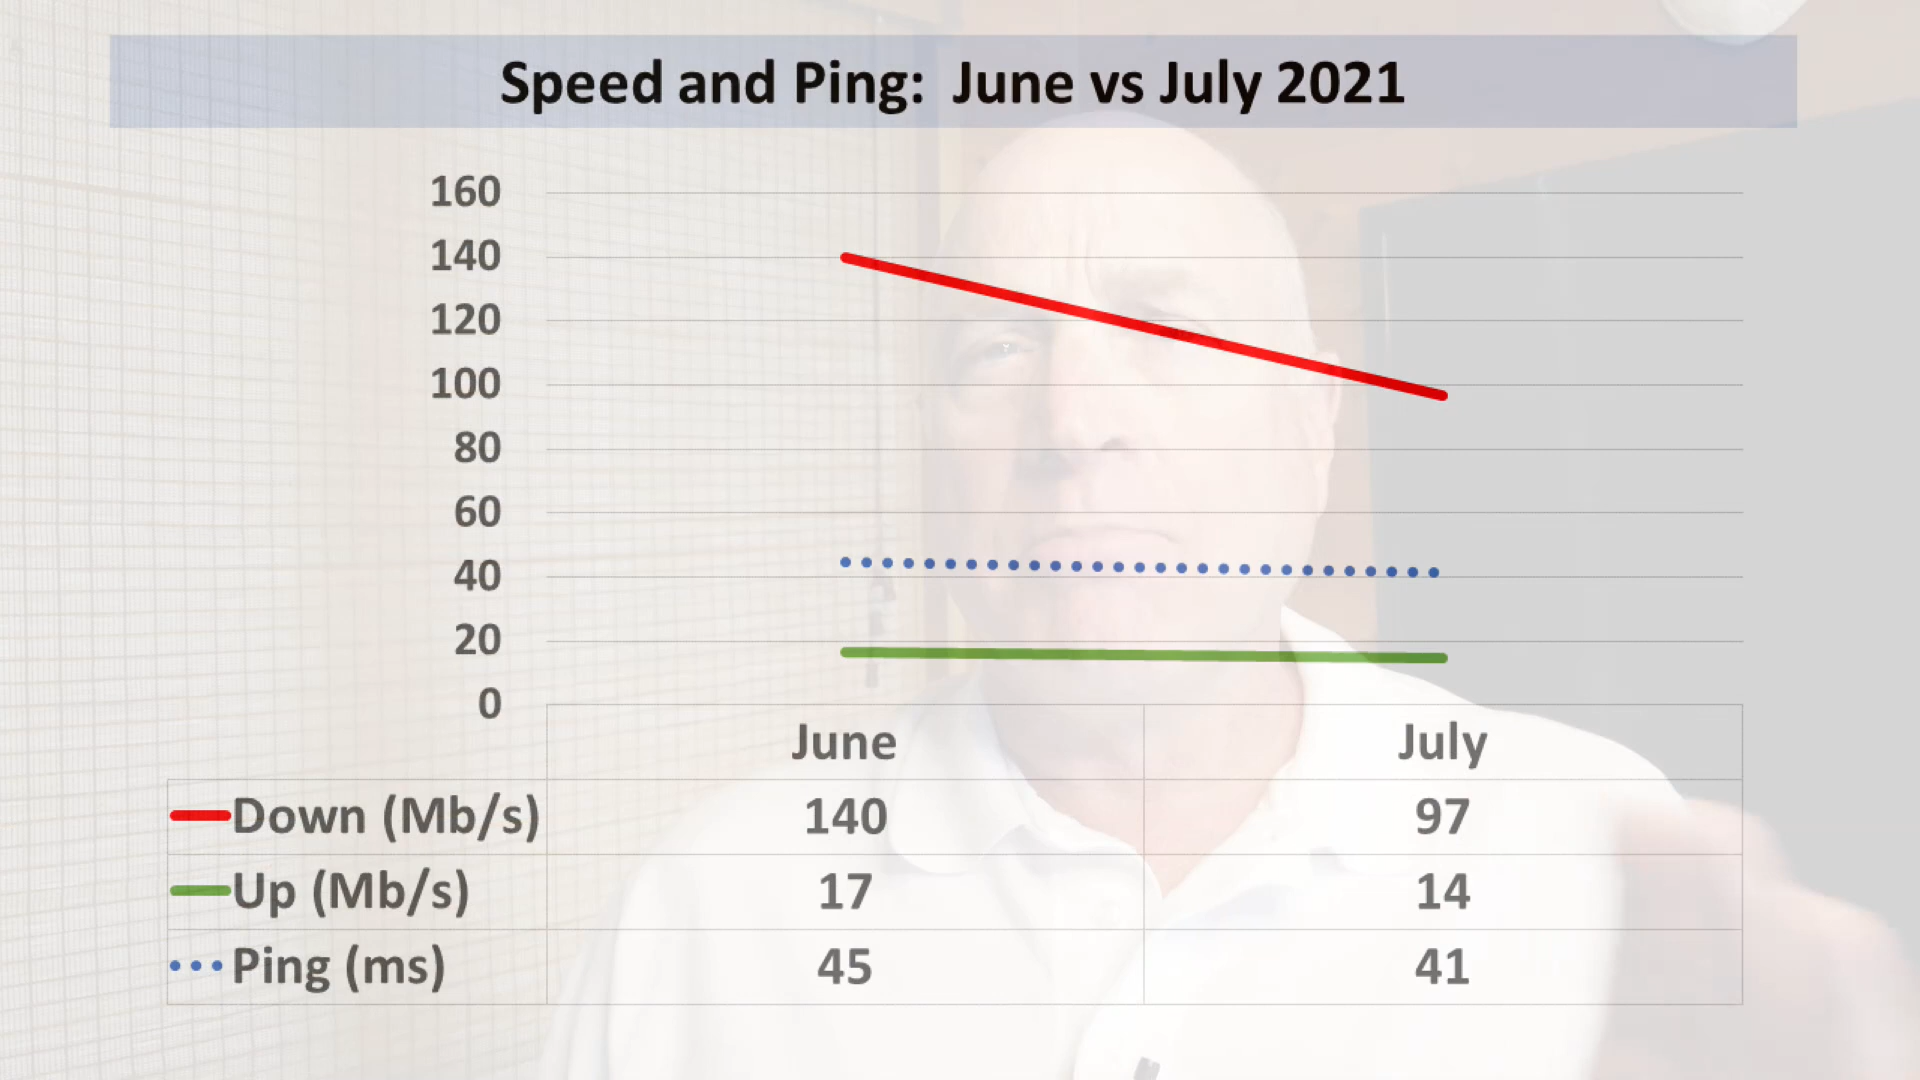 Speed and Ping:  June vs July 2021
160
140
120
100
80
60
40
20
0
June July
Down (Mb/s) 140 97
Up (Mb/s) 17 14
Ping (ms) 45 41